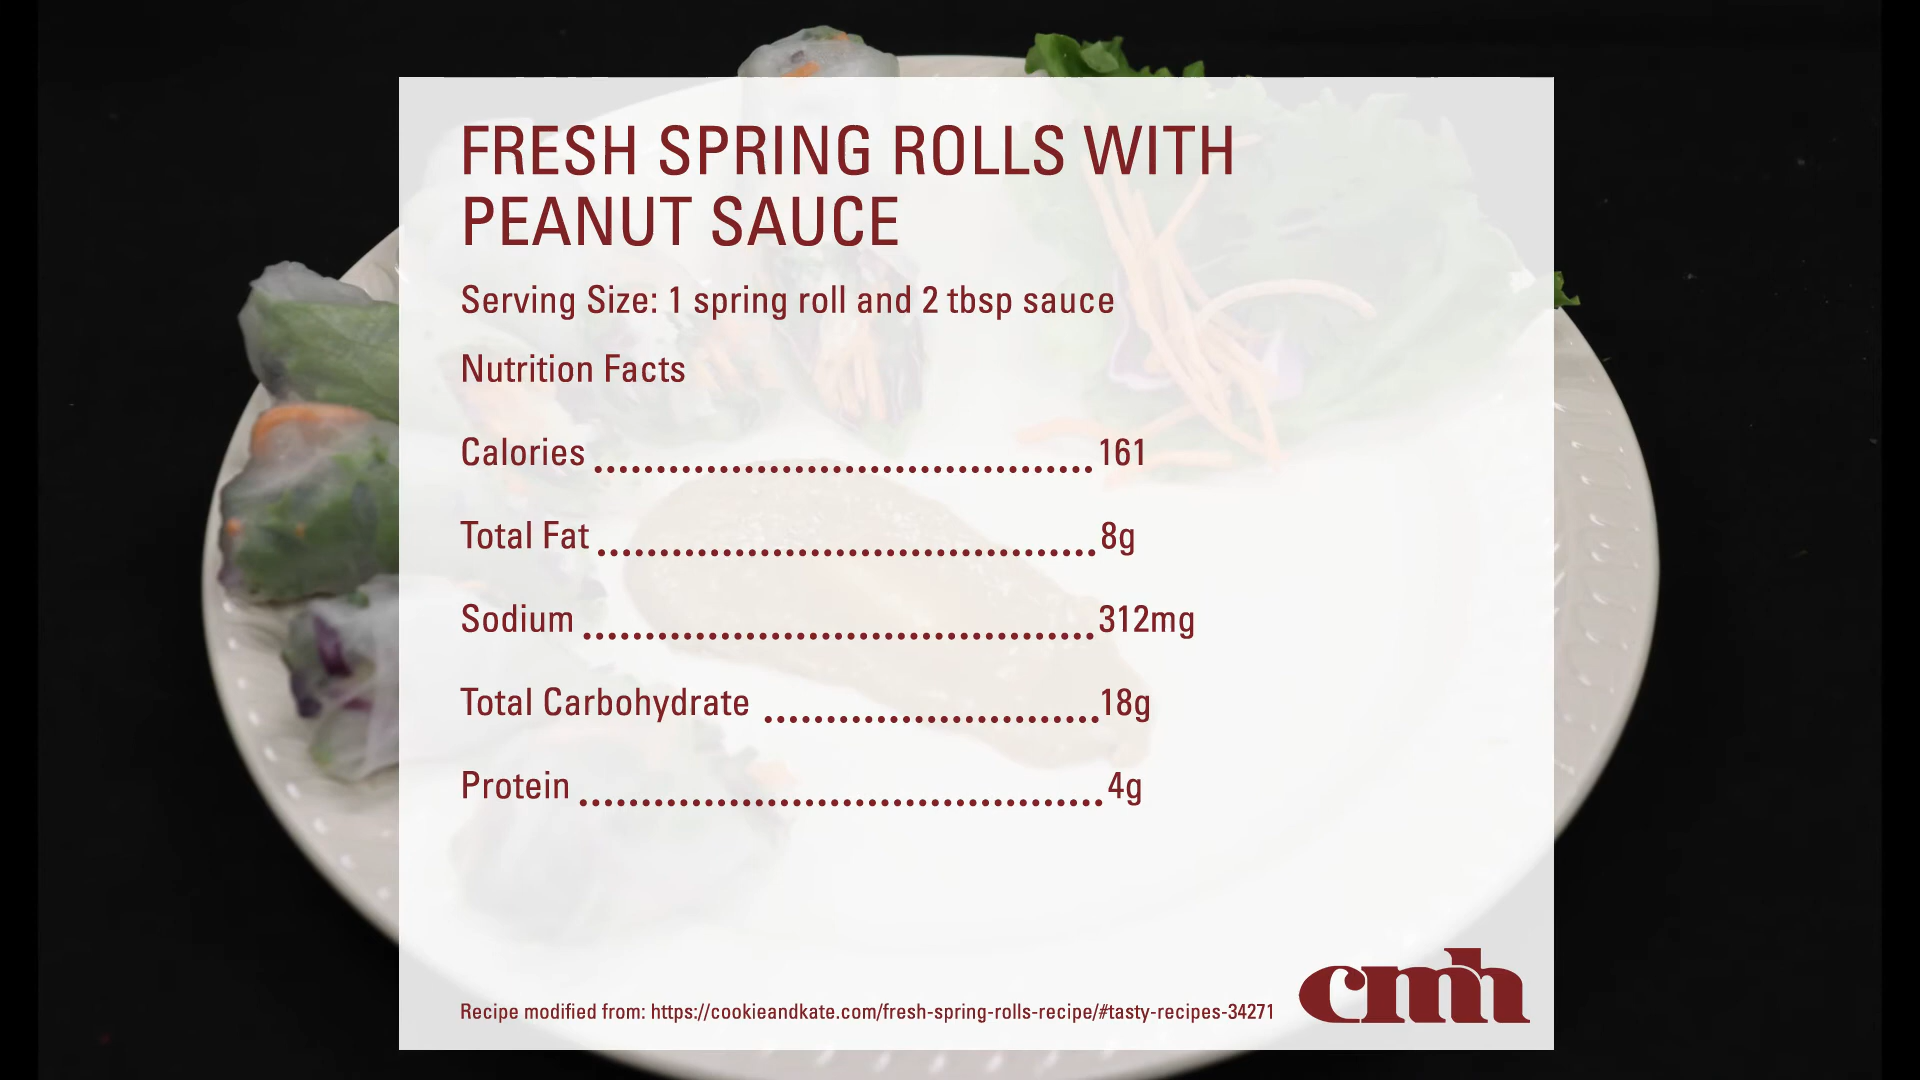 FRESH SPRING ROLLS WITH
PEANUT SAUCE
Serving Size: 1 spring roll and 2 tbsp sauce
Nutrition Facts
Calories ........................................ 161
Total Fat ........................................ 8g
Sodium ......................................... 312mg
Total Carbohydrate ........................... 18g
Protein .......................................... 4g
Recipe modified from: https://cookieandkate.com/fresh-spring-rolls-recipe/#tasty-recipes-34271
cmh